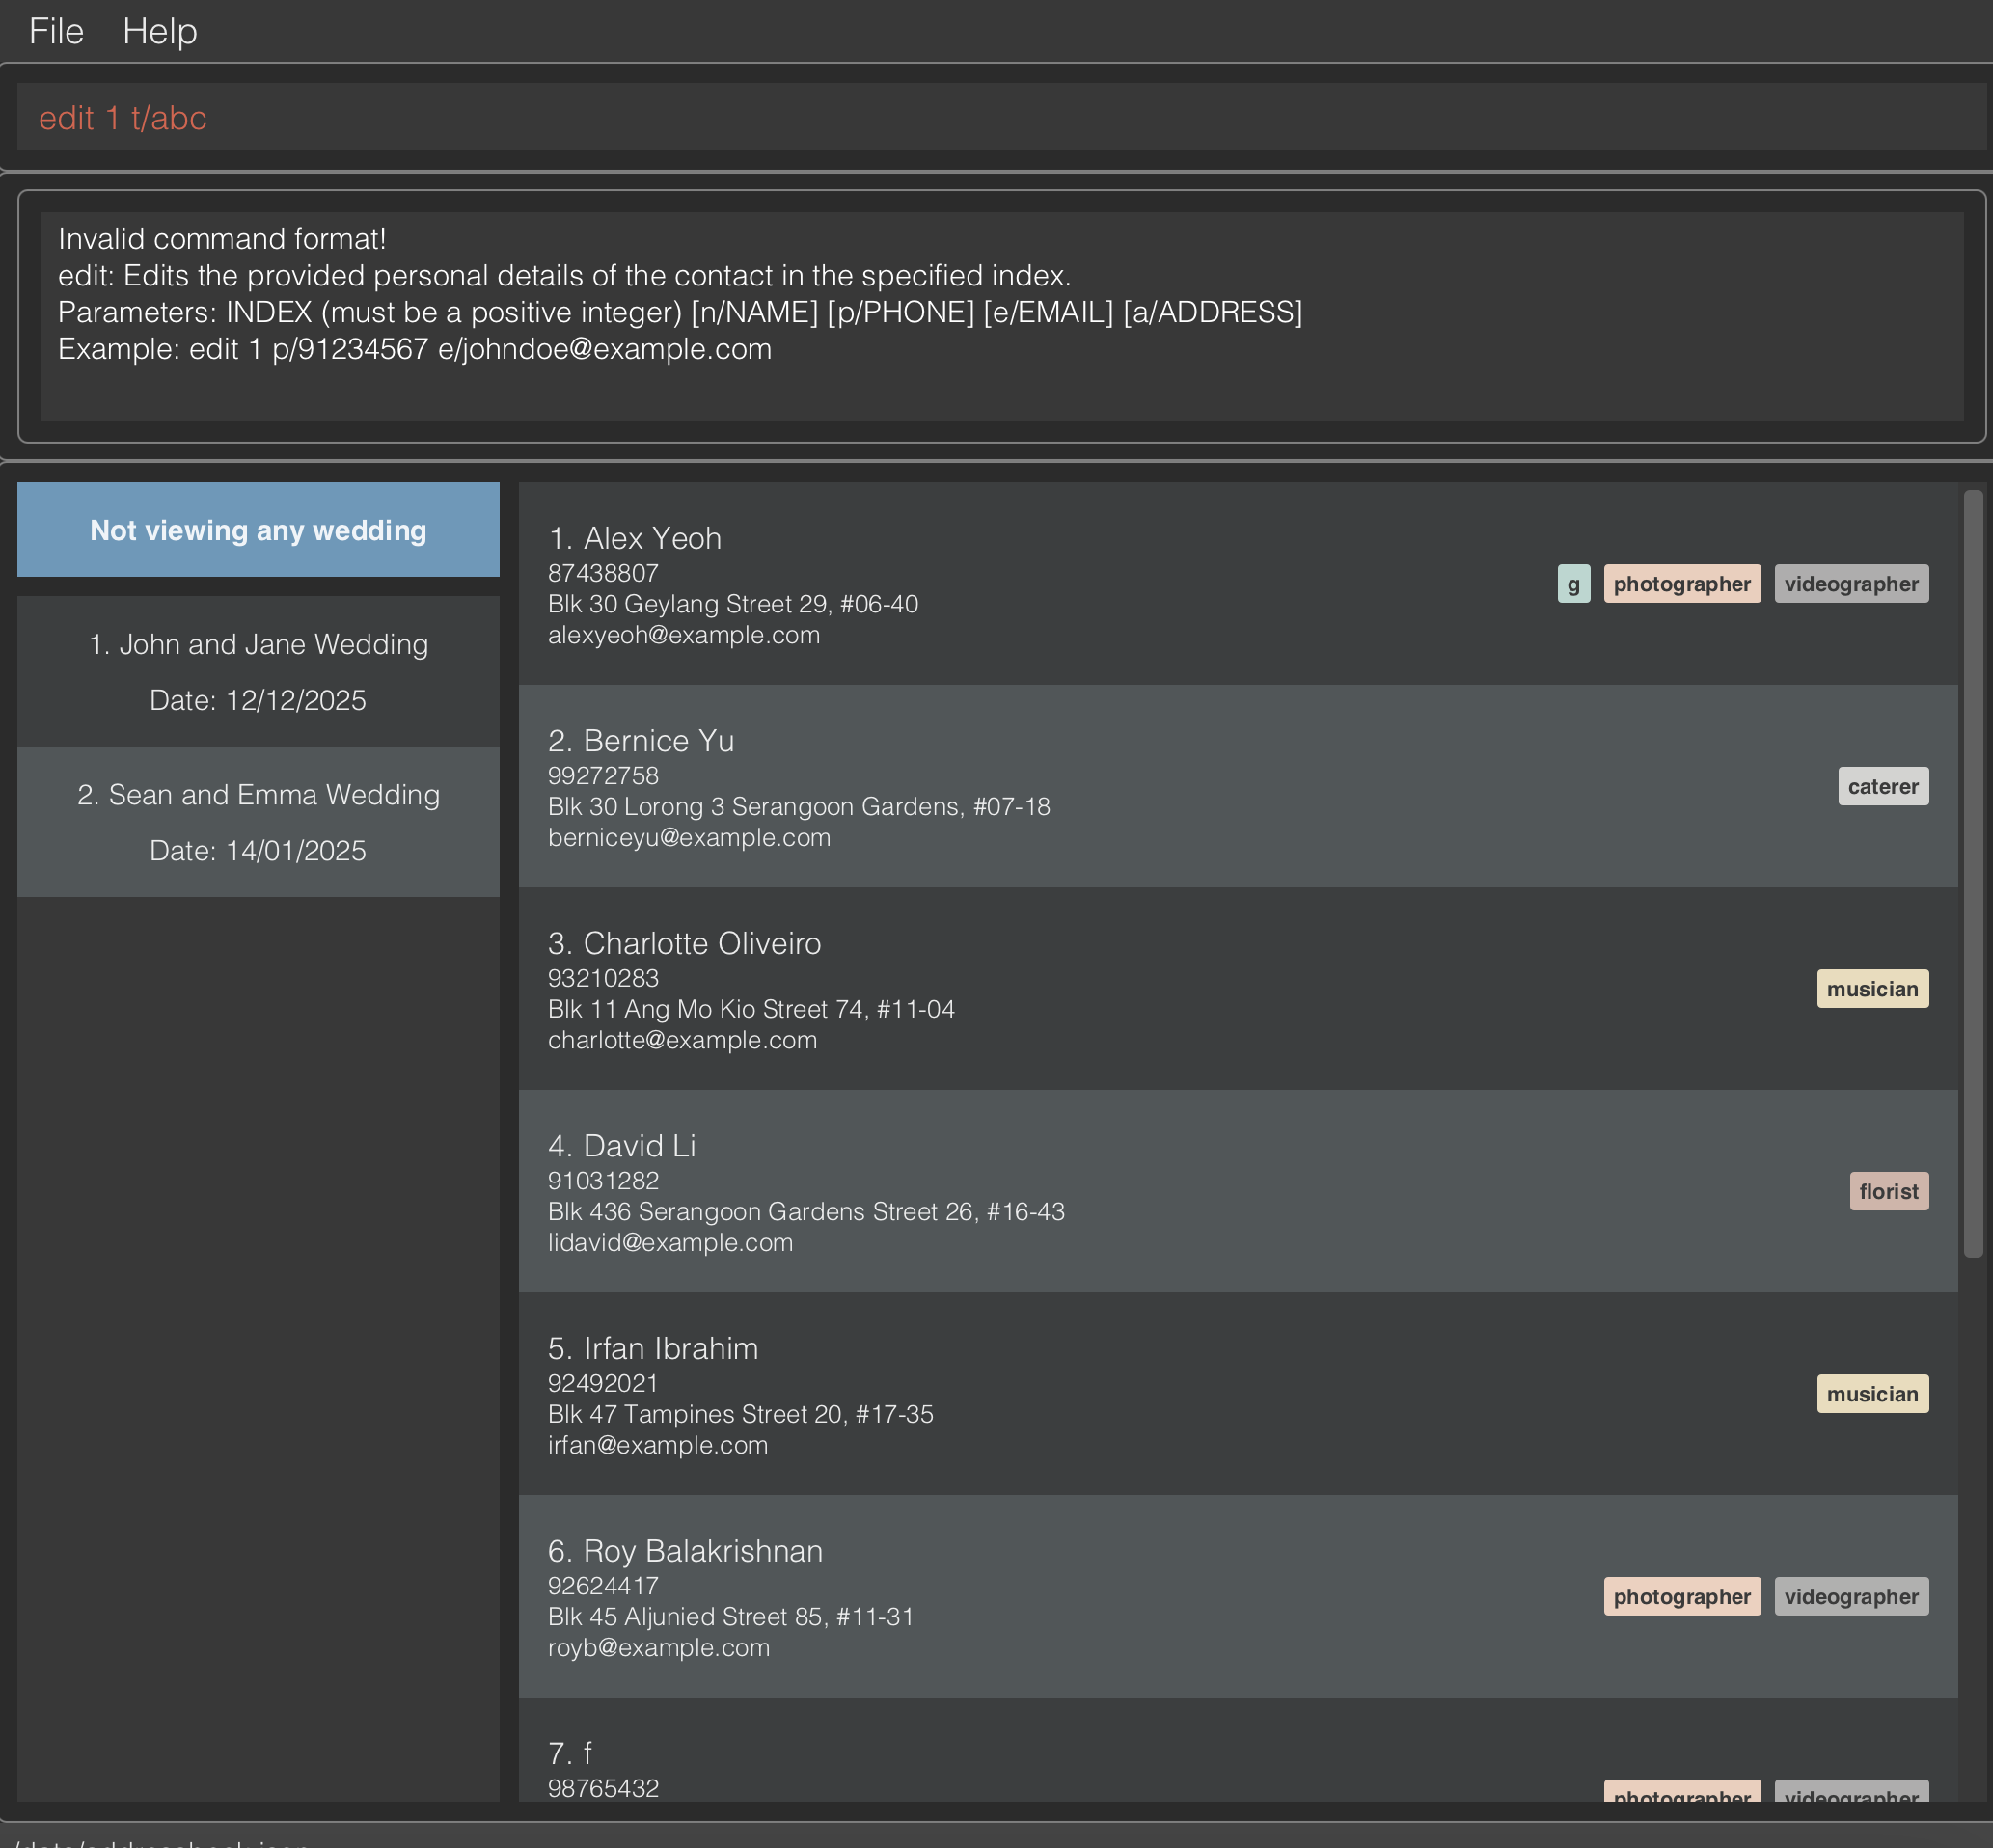 File Help
edit 1 t/abc
Invalid command format!
edit: Edits the provided personal details of the contact in the specified index.
Parameters: INDEX (must be a positive integer) [n/NAME] [p/PHONE] [e/EMAIL] [a/ADDRESS]
Example: edit 1 p/91234567 e/johndoe@example.com
Not viewing any wedding
1. John and Jane Wedding
Date: 12/12/2025
2. Sean and Emma Wedding
Date: 14/01/2025
1. Alex Yeoh
87438807
g photographer videographer
Blk 30 Geylang Street 29, #06-40
alexyeoh@example.com
2. Bernice Yu
99272758
caterer
Blk 30 Lorong 3 Serangoon Gardens, #07-18
berniceyu@example.com
3. Charlotte Oliveiro
93210283
musician
Blk 11 Ang Mo Kio Street 74, #11-04
charlotte@example.com
4. David Li
91031282
florist
Blk 436 Serangoon Gardens Street 26, #16-43
lidavid@example.com
5. Irfan Ibrahim
92492021
musician
Blk 47 Tampines Street 20, #17-35
irfan@example.com
6. Roy Balakrishnan
92624417
photographer videographer
Blk 45 Aljunied Street 85, #11-31
royb@example.com
7. f
98765432
photographer videographer
/data/addressbook.json